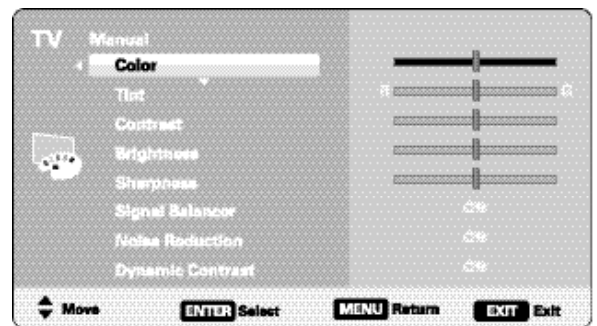 TV Manual
Color
Tint
Contrast
Brightness
Sharpness
Signal Balancer
Noise Reduction
Dynamic Contrast
Move ENTER Select MENU Return EXIT Exit